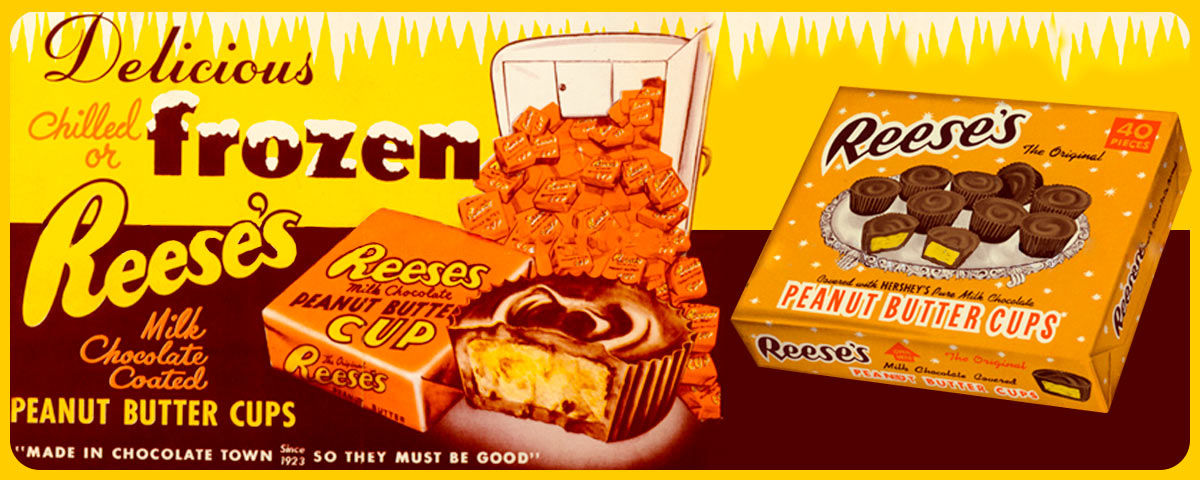 Delicious
Chilled
or
frozen
Reese's
Milk
Chocolate
Coated
PEANUT BUTTER CUPS
"MADE IN CHOCOLATE TOWN Since 1923 SO THEY MUST BE GOOD"
Reeses
Milk Chocolate
PEANUT BUTTER
CUP
The Original
Reese's
Reese's
The Original
40
PIECES
Covered with HERSHEY'S Pure Milk Chocolate
PEANUT BUTTER CUPS
Reese's
The Original
Milk Chocolate Covered
PEANUT BUTTER CUPS
Reese's